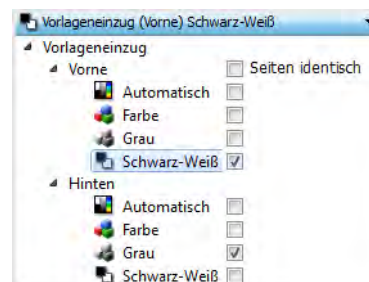 Vorlageneinzug (Vorne) Schwarz-Weiß
Vorlageneinzug
Vorne Seiten identisch
Automatisch
Farbe
Grau
Schwarz-Weiß
Hinten
Automatisch
Farbe
Grau
Schwarz-Weiß